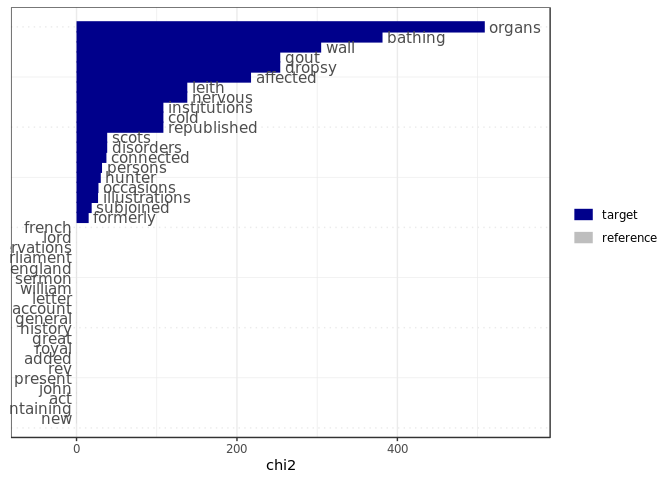 organs
bathing
wall
gout
dropsy
affected
leith
nervous
institutions
cold
republished
scots
disorders
connected
persons
hunter
occasions
illustrations
subjoined
formerly
french
lord
ervations
rliament
england
sermon
william
letter
account
general
history
great
royal
added
rev
present
john
act
ntaining
new
0 200 400
chi2
target
reference